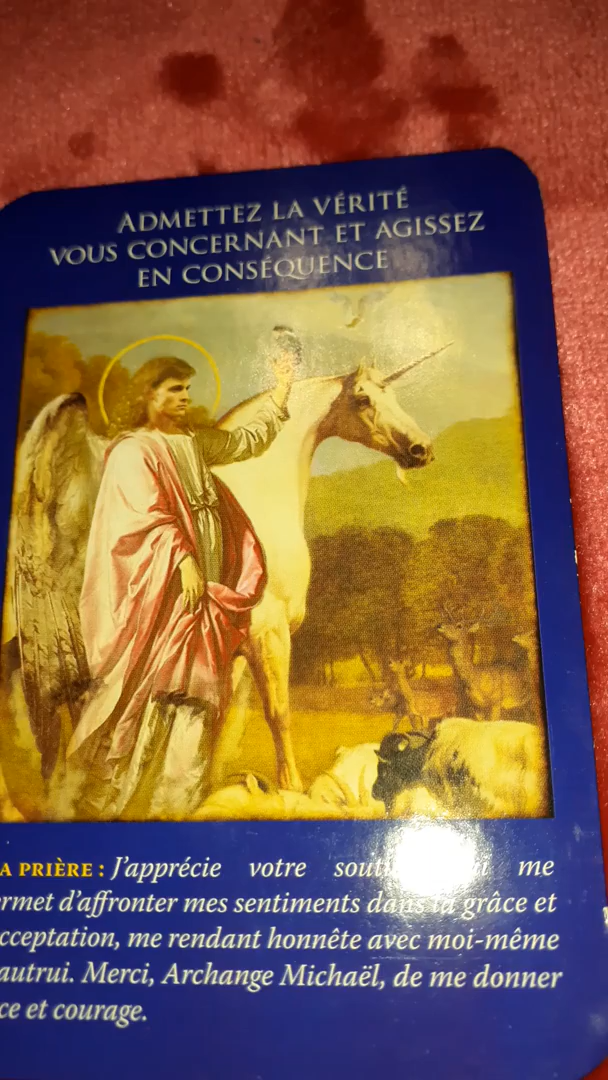 ADMETTEZ LA VÉRITÉ
VOUS CONCERNANT ET AGISSEZ
EN CONSÉQUENCE
A PRIÈRE : J'apprécie votre me
rmet d'affronter mes sentiments dans la grâce et
cceptation, me rendant honnête avec moi-même
autrui. Merci, Archange Michaël, de me donner
ce et courage.